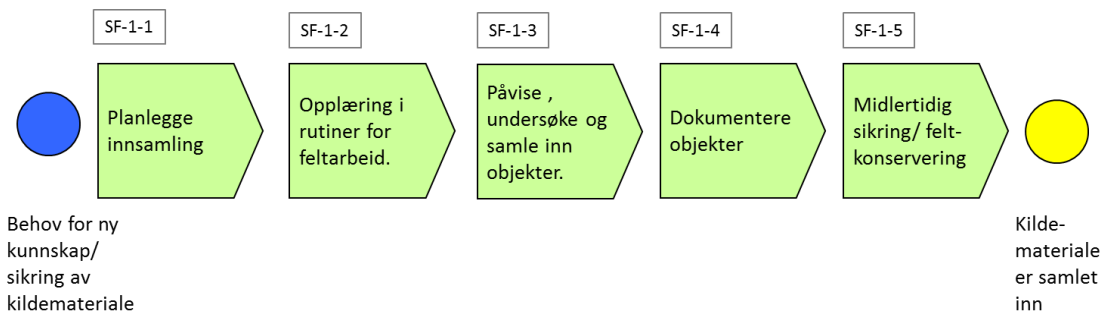 SF-1-1
SF-1-2
SF-1-3
SF-1-4
SF-1-5
Planlegge
innsamling
Opplæring i
rutiner for
feltarbeid.
Påvise ,
undersøke og
samle inn
objekter.
Dokumentere
objekter
Midlertidig
sikring/ felt-
konservering
Behov for ny
kunnskap/
sikring av
kildemateriale
Kilde-
materiale
er samlet
inn